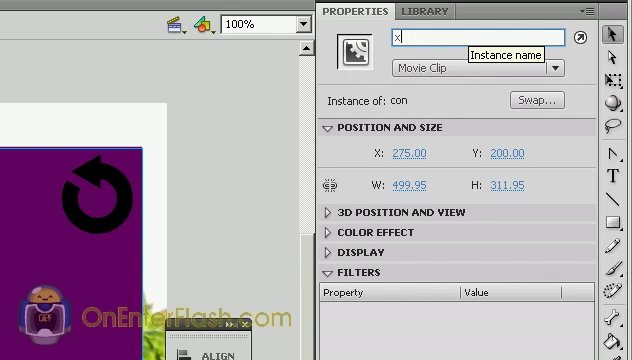 PROPERTIES LIBRARY
100%
x
Instance name
Movie Clip
Instance of: con Swap...
POSITION AND SIZE
X: 275.00 Y: 200.00
W: 499.95 H: 311.95
3D POSITION AND VIEW
COLOR EFFECT
DISPLAY
FILTERS
Property Value
OEF
OnEnterFlash.com
ALIGN
T